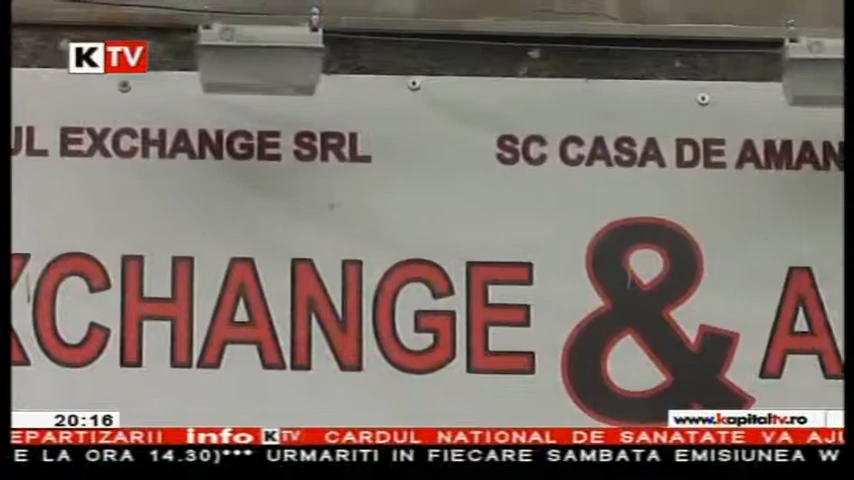 KTV
UL EXCHANGE SRL
SC CASA DE AMAN
XCHANGE & A
20:16
www.kapitaltv.ro
EPARTIZARII info KTV CARDUL NATIONAL DE SANATATE VA AJU
E LA ORA 14.30)*** URMARITI IN FIECARE SAMBATA EMISIUNEA W